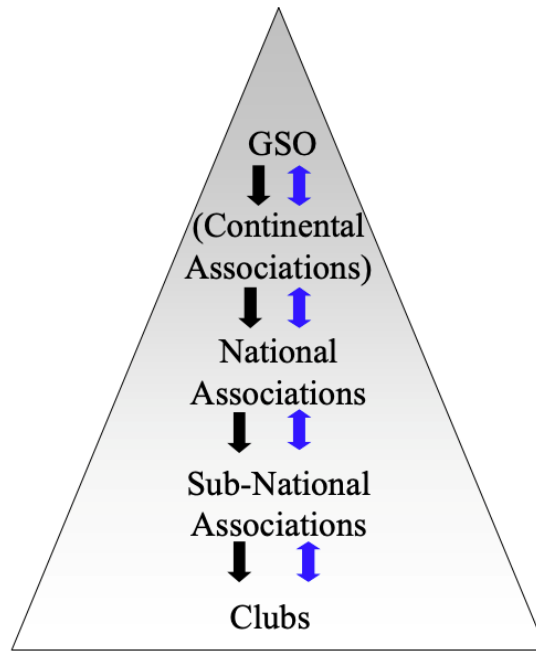 GSO
(Continental
Associations)
National
Associations
Sub-National
Associations
Clubs